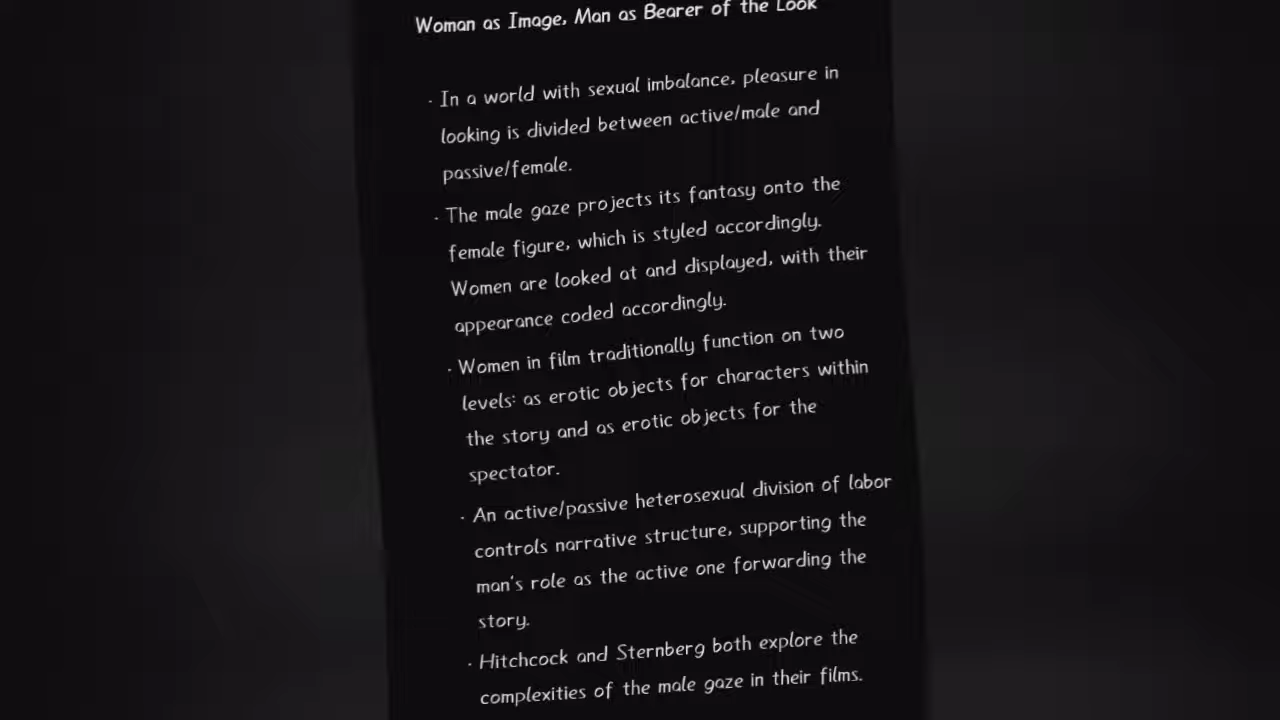 Woman as Image, Man as Bearer of the Look
· In a world with sexual imbalance, pleasure in
looking is divided between active/male and
passive/female.
· The male gaze projects its fantasy onto the
female figure, which is styled accordingly.
Women are looked at and displayed, with their
appearance coded accordingly.
· Women in film traditionally function on two
levels: as erotic objects for characters within
the story and as erotic objects for the
spectator.
· An active/passive heterosexual division of labor
controls narrative structure, supporting the
man's role as the active one forwarding the
story.
· Hitchcock and Sternberg both explore the
complexities of the male gaze in their films.